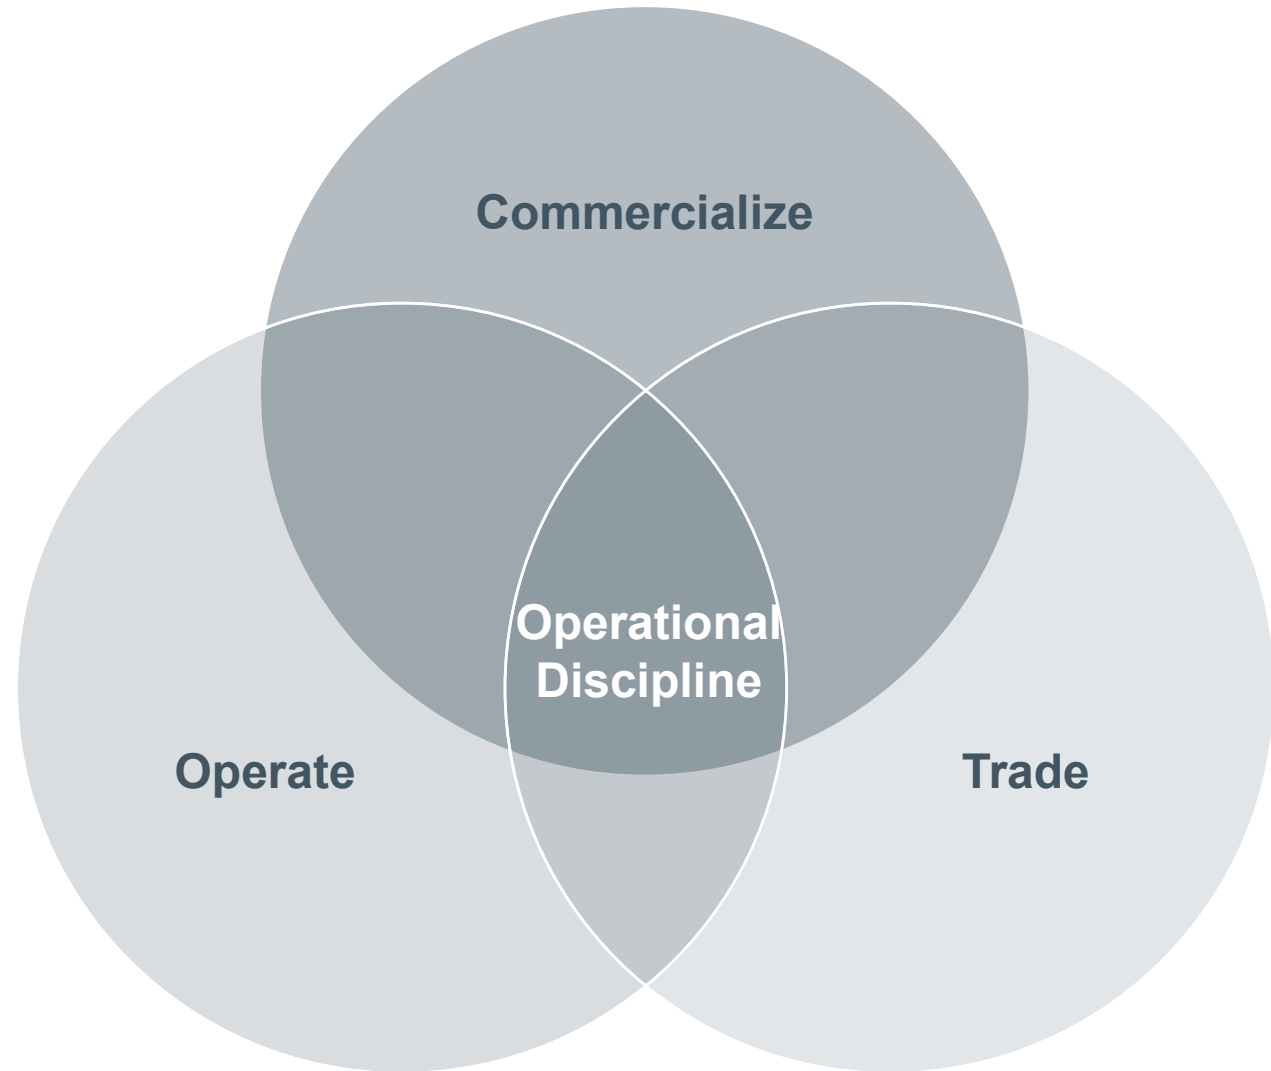 Commercialize
Operational
Discipline
Operate
Trade